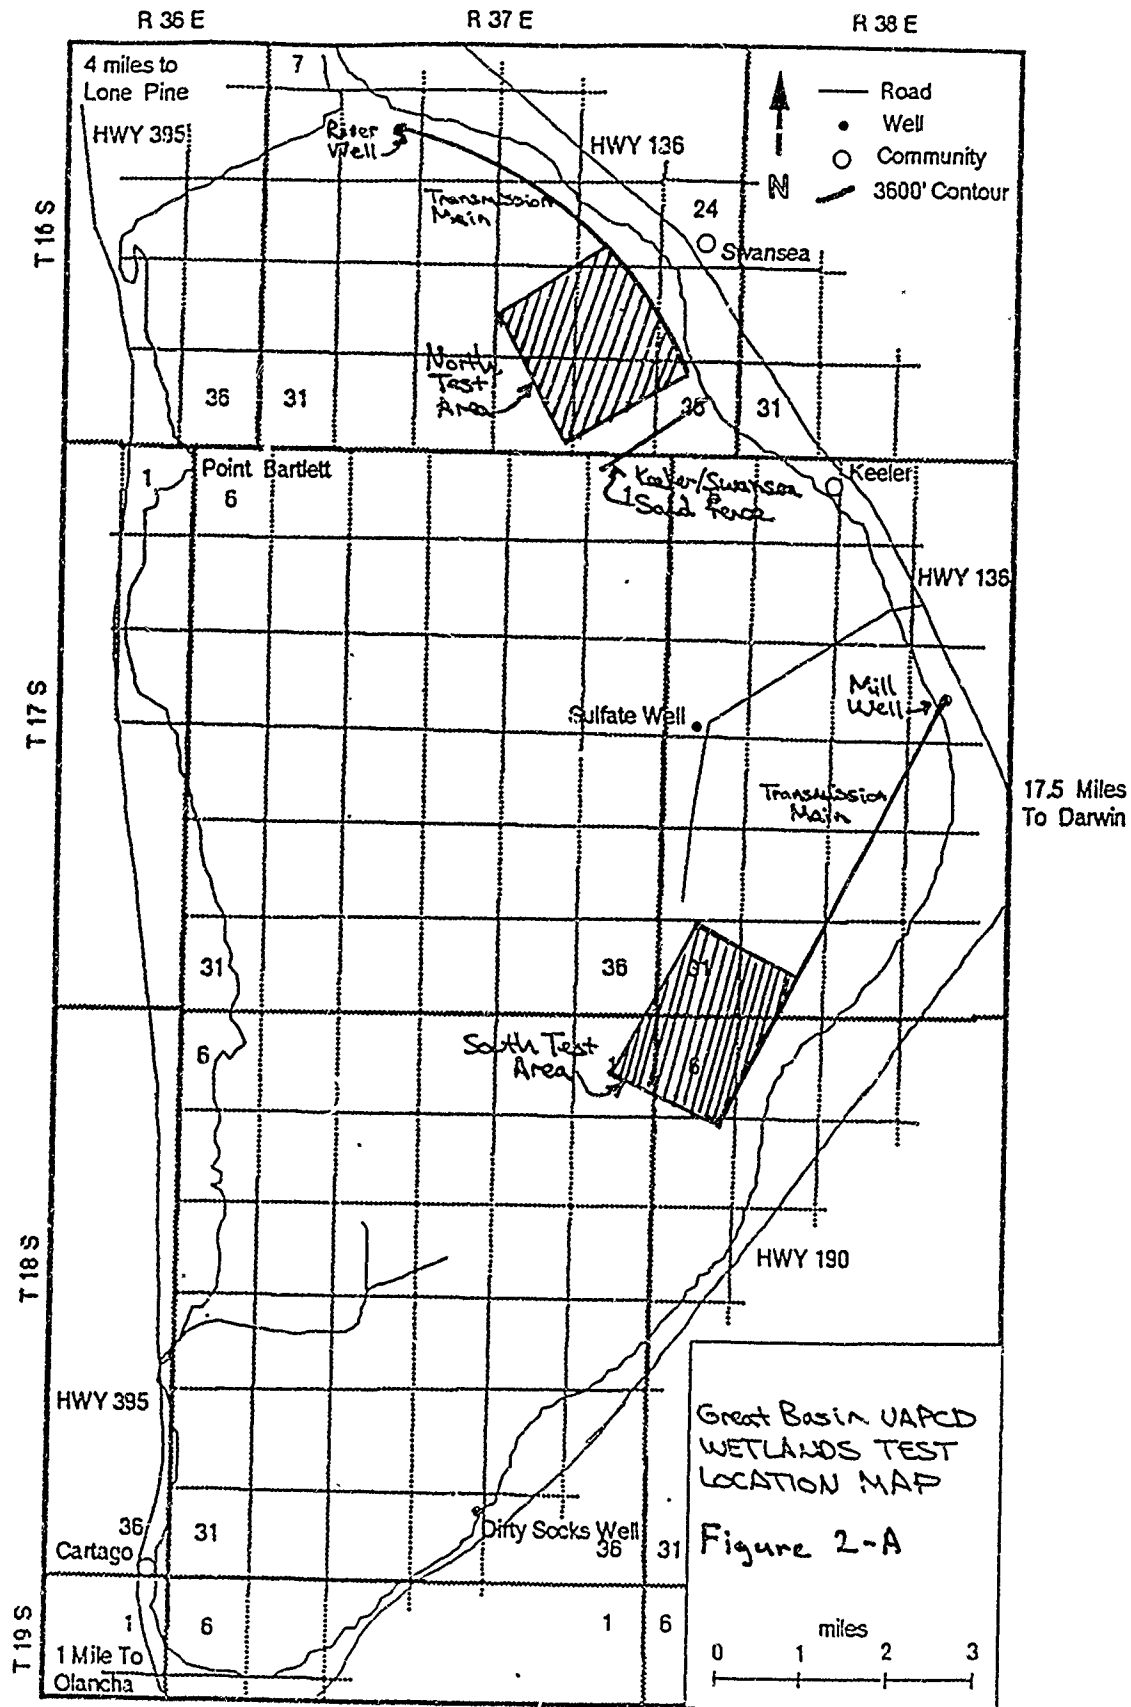 R 36 E
R 37 E
R 38 E
4 miles to
Lone Pine
7
HWY 395
River
Well
HWY 136
Road
Well
Community
3600' Contour
N
Transmission
Main
24
Swansea
T 16 S
North
Test
Area
36
31
36
31
1
Point Bartlett
6
Keeler/Swansea
Sand Fence
Keeler
HWY 136
T 17 S
Mill
Well
Sulfate Well
Transmission
Main
17.5 Miles
To Darwin
31
36
31
6
South Test
Area
1
6
T 18 S
HWY 190
HWY 395
Great Basin UAPCD
WETLANDS TEST
LOCATION MAP
Figure 2-A
36
31
Dirty Socks Well
36
31
Cartago
T 19 S
1
6
1
6
1 Mile To
Olancha
miles
0
1
2
3